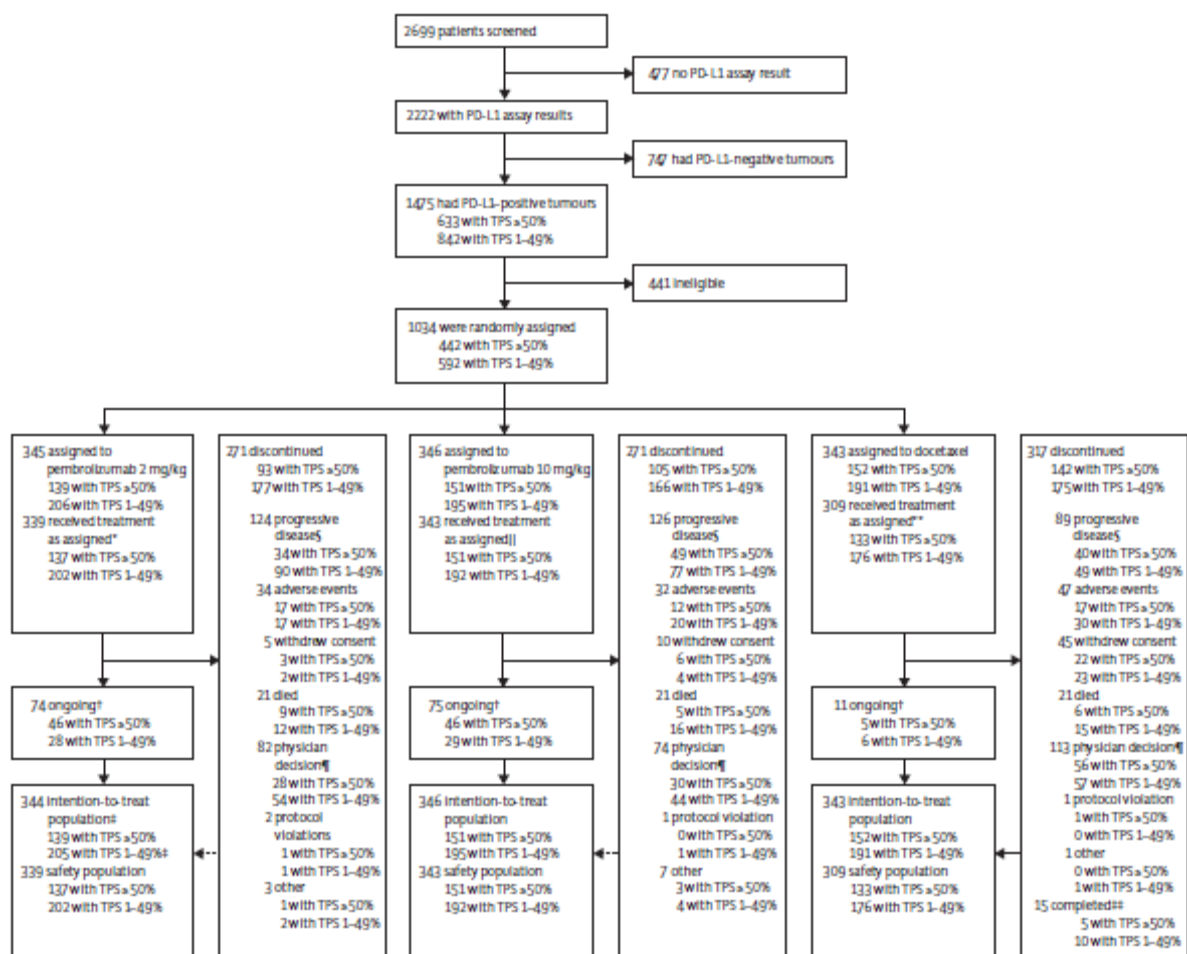 2699 patients screened
477 no PD-L1 assay result
2222 with PD-L1 assay results
747 had PD-L1-negative tumours
1475 had PD-L1-positive tumours
633 with TPS ≥50%
842 with TPS 1–49%
441 ineligible
1034 were randomly assigned
442 with TPS ≥50%
592 with TPS 1–49%
345 assigned to
pembrolizumab 2 mg/kg
139 with TPS ≥50%
206 with TPS 1–49%
339 received treatment
as assigned*
137 with TPS ≥50%
202 with TPS 1–49%
271 discontinued
93 with TPS ≥50%
177 with TPS 1–49%
124 progressive
disease§
34 with TPS ≥50%
90 with TPS 1–49%
34 adverse events
17 with TPS ≥50%
17 with TPS 1–49%
5 withdrew consent
3 with TPS ≥50%
2 with TPS 1–49%
21 died
9 with TPS ≥50%
12 with TPS 1–49%
82 physician
decision¶
28 with TPS ≥50%
54 with TPS 1–49%
2 protocol
violations
1 with TPS ≥50%
1 with TPS 1–49%
3 other
1 with TPS ≥50%
2 with TPS 1–49%
74 ongoing†
46 with TPS ≥50%
28 with TPS 1–49%
344 intention-to-treat
population‡
139 with TPS ≥50%
205 with TPS 1–49%‡
339 safety population
137 with TPS ≥50%
202 with TPS 1–49%
346 assigned to
pembrolizumab 10 mg/kg
151 with TPS ≥50%
195 with TPS 1–49%
343 received treatment
as assigned||
151 with TPS ≥50%
192 with TPS 1–49%
271 discontinued
105 with TPS ≥50%
166 with TPS 1–49%
126 progressive
disease§
49 with TPS ≥50%
77 with TPS 1–49%
32 adverse events
12 with TPS ≥50%
20 with TPS 1–49%
10 withdrew consent
6 with TPS ≥50%
4 with TPS 1–49%
21 died
5 with TPS ≥50%
16 with TPS 1–49%
74 physician
decision¶
30 with TPS ≥50%
44 with TPS 1–49%
1 protocol violation
0 with TPS ≥50%
1 with TPS 1–49%
7 other
3 with TPS ≥50%
4 with TPS 1–49%
75 ongoing†
46 with TPS ≥50%
29 with TPS 1–49%
346 intention-to-treat
population
151 with TPS ≥50%
195 with TPS 1–49%
343 safety population
151 with TPS ≥50%
192 with TPS 1–49%
343 assigned to docetaxel
152 with TPS ≥50%
191 with TPS 1–49%
309 received treatment
as assigned**
133 with TPS ≥50%
176 with TPS 1–49%
317 discontinued
142 with TPS ≥50%
175 with TPS 1–49%
89 progressive
disease§
40 with TPS ≥50%
49 with TPS 1–49%
47 adverse events
17 with TPS ≥50%
30 with TPS 1–49%
45 withdrew consent
22 with TPS ≥50%
23 with TPS 1–49%
21 died
6 with TPS ≥50%
15 with TPS 1–49%
113 physician decision¶
56 with TPS ≥50%
57 with TPS 1–49%
1 protocol violation
1 with TPS ≥50%
0 with TPS 1–49%
1 other
0 with TPS ≥50%
1 with TPS 1–49%
15 completed‡‡
5 with TPS ≥50%
10 with TPS 1–49%
11 ongoing†
5 with TPS ≥50%
6 with TPS 1–49%
343 intention-to-treat
population
152 with TPS ≥50%
191 with TPS 1–49%
309 safety population
133 with TPS ≥50%
176 with TPS 1–49%